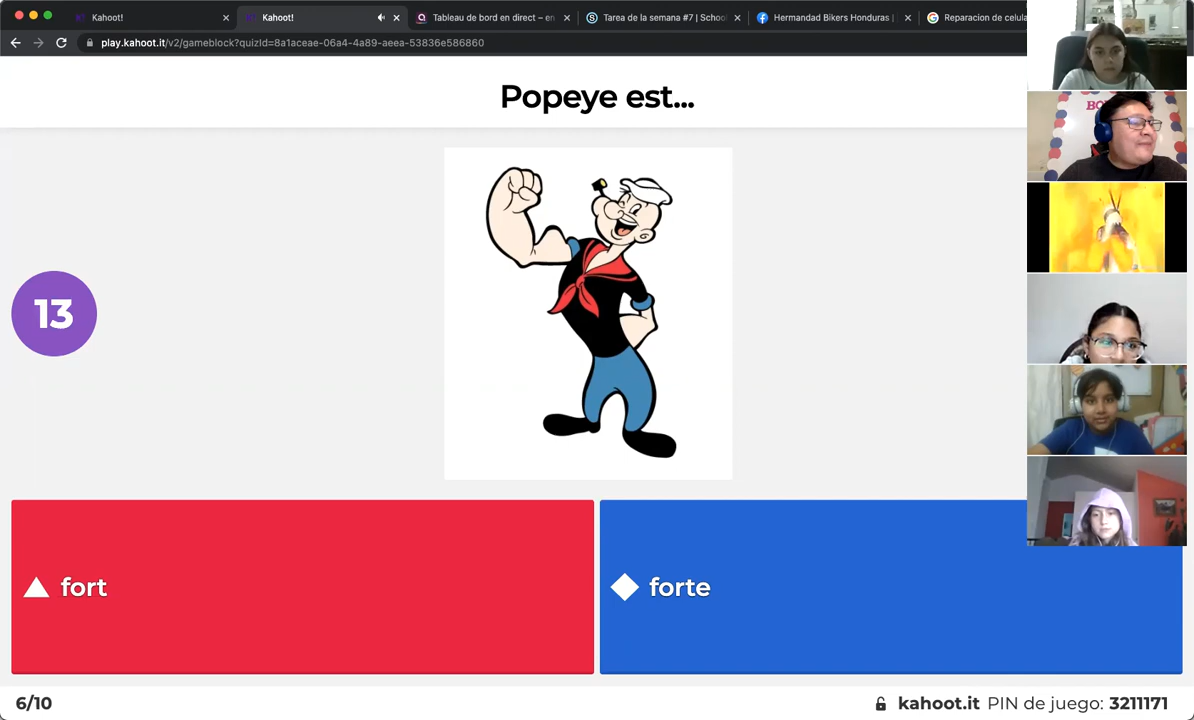 Kahoot!
Kahoot!
Tableau de bord en direct – en
Tarea de la semana #7 | Schoo
Hermandad Bikers Honduras |
Reparacion de celula
play.kahoot.it/v2/gameblock?quizId=8a1aceae-06a4-4a89-aeea-53836e586860
Popeye est...
BO
13
fort
forte
6/10
kahoot.it PIN de juego: 3211171